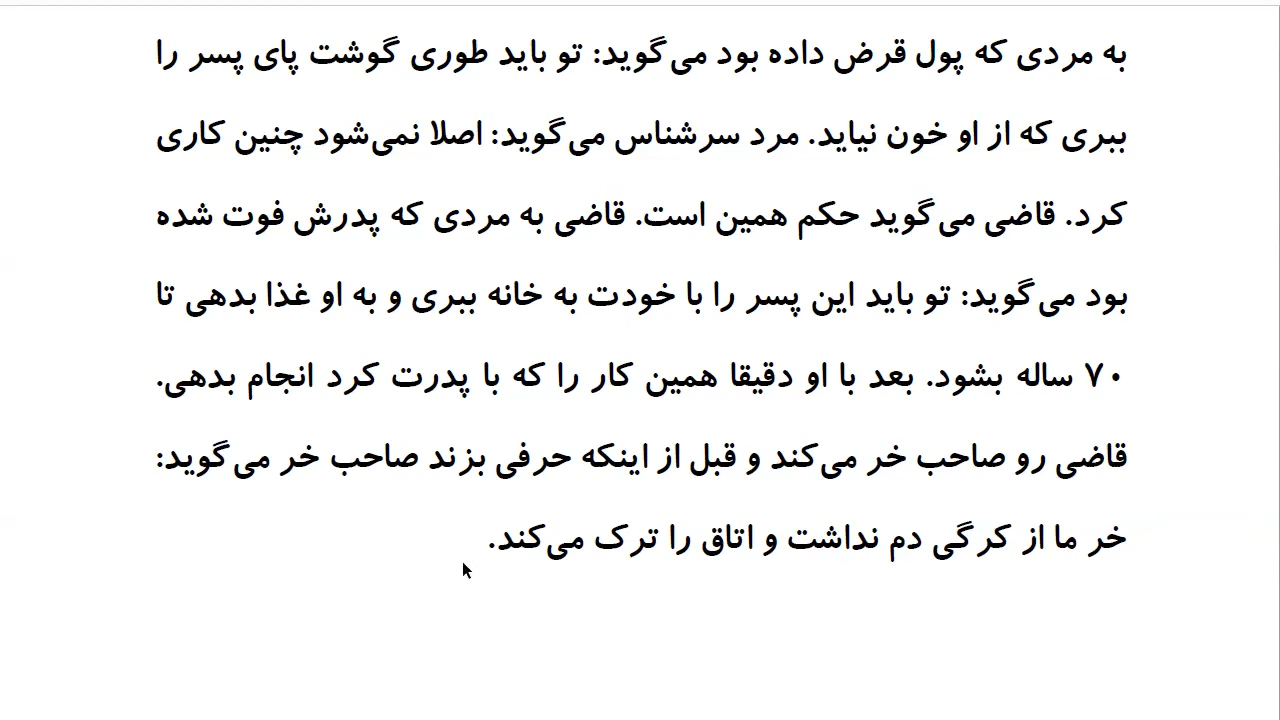 به مردی که پول قرض داده بود می‌گوید: تو باید طوری گوشت پای پسر را
ببری که از او خون نیاید. مرد سرشناس می‌گوید: اصلا نمی‌شود چنین کاری
کرد. قاضی می‌گوید حکم همین است. قاضی به مردی که پدرش فوت شده
بود می‌گوید: تو باید این پسر را با خودت به خانه ببری و به او غذا بدهی تا
۷۰ ساله بشود. بعد با او دقیقا همین کار را که با پدرت کرد انجام بدهی.
قاضی رو صاحب خر می‌کند و قبل از اینکه حرفی بزند صاحب خر می‌گوید:
خر ما از کرگی دم نداشت و اتاق را ترک می‌کند.